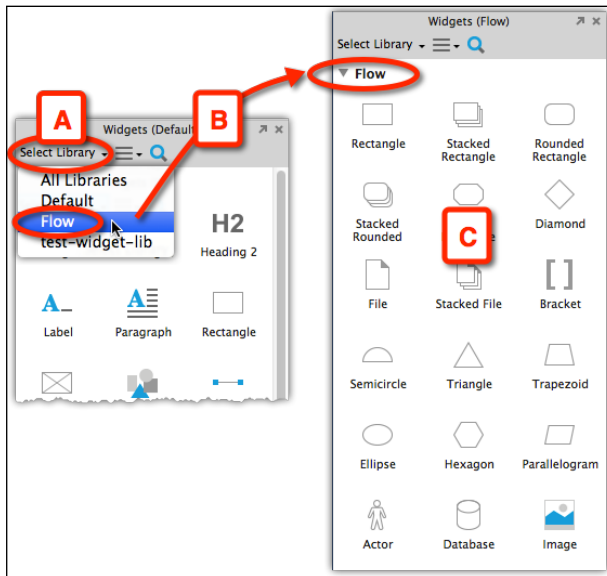 A
B
Widgets (Defaul
Select Library
All Libraries
Default
Flow
test-widget-lib
H2
Heading 2
A
A
Label
Paragraph
Rectangle
Widgets (Flow)
Select Library
Flow
Rectangle
Stacked
Rectangle
Rounded
Rectangle
Stacked
Rounded
C
Diamond
File
Stacked File
Bracket
Semicircle
Triangle
Trapezoid
Ellipse
Hexagon
Parallelogram
Actor
Database
Image